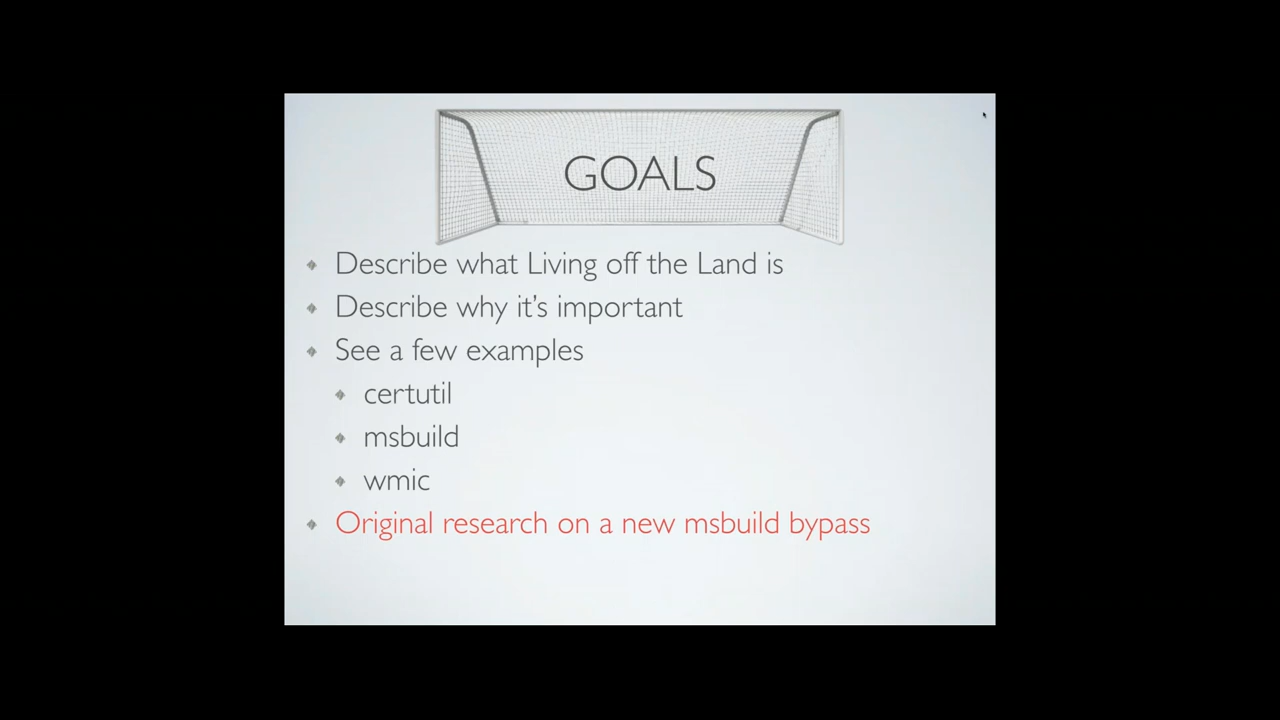 GOALS
Describe what Living off the Land is
Describe why it's important
See a few examples
certutil
msbuild
wmic
Original research on a new msbuild bypass